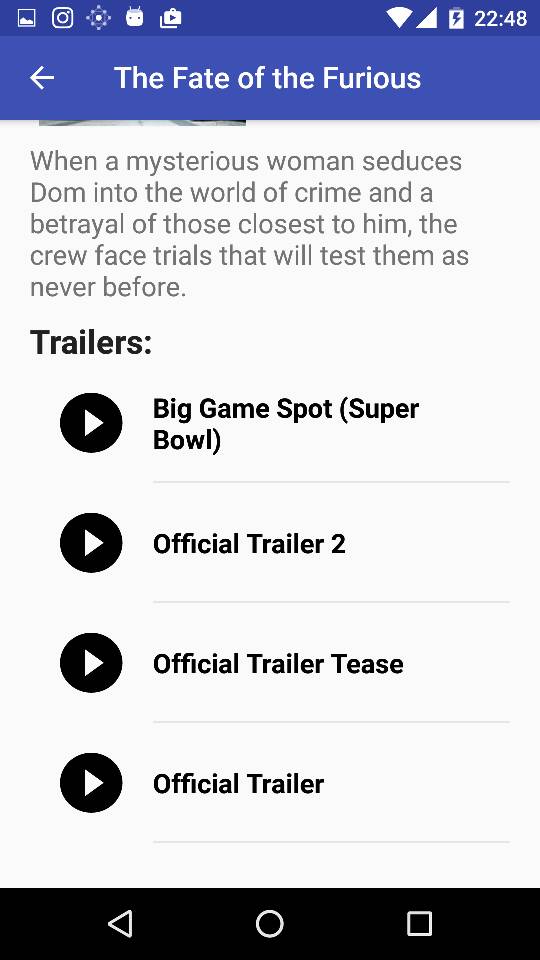 22:48
The Fate of the Furious
When a mysterious woman seduces
Dom into the world of crime and a
betrayal of those closest to him, the
crew face trials that will test them as
never before.
Trailers:
Big Game Spot (Super
Bowl)
Official Trailer 2
Official Trailer Tease
Official Trailer